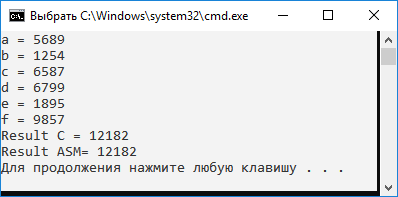 Выбрать C:\Windows\system32\cmd.exe
a = 5689
b = 1254
c = 6587
d = 6799
e = 1895
f = 9857
Result C = 12182
Result ASM= 12182
Для продолжения нажмите любую клавишу . . .